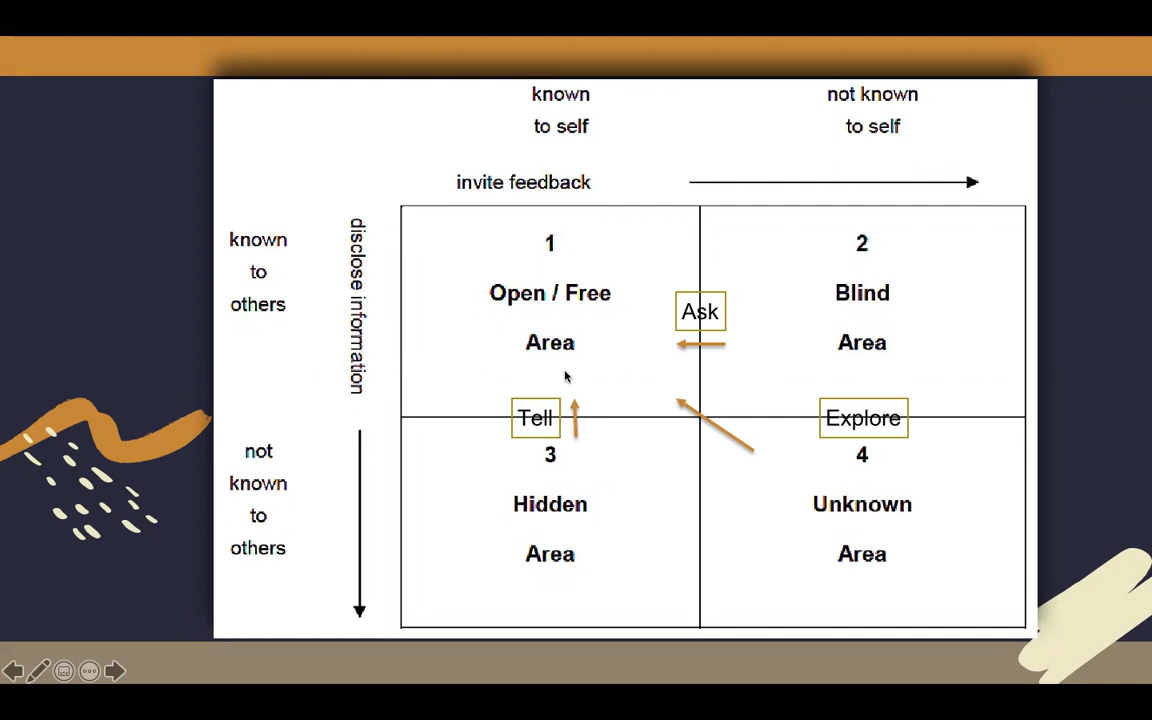 known
to self
not known
to self
invite feedback
known
to
others
disclose information
1
Open / Free
Area
2
Blind
Area
Ask
Tell
Explore
not
known
to
others
3
Hidden
Area
4
Unknown
Area